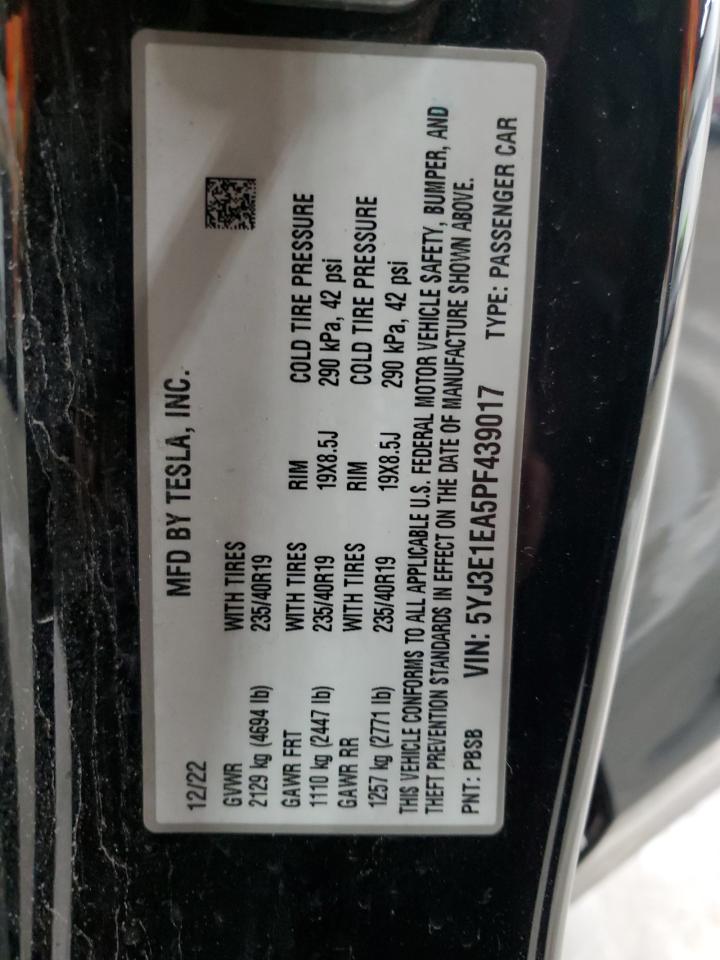 MFD BY TESLA, INC.
12/22
GVWR WITH TIRES
2129 kg (4694 lb) 235/40R19
GAWR FRT WITH TIRES RIM COLD TIRE PRESSURE
1110 kg (2447 lb) 235/40R19 19X8.5J 290 kPa, 42 psi
GAWR RR WITH TIRES RIM COLD TIRE PRESSURE
1257 kg (2771 lb) 235/40R19 19X8.5J 290 kPa, 42 psi
THIS VEHICLE CONFORMS TO ALL APPLICABLE U.S. FEDERAL MOTOR VEHICLE SAFETY, BUMPER, AND
THEFT PREVENTION STANDARDS IN EFFECT ON THE DATE OF MANUFACTURE SHOWN ABOVE.
PNT: PBSB VIN: 5YJ3E1EA5PF439017 TYPE: PASSENGER CAR